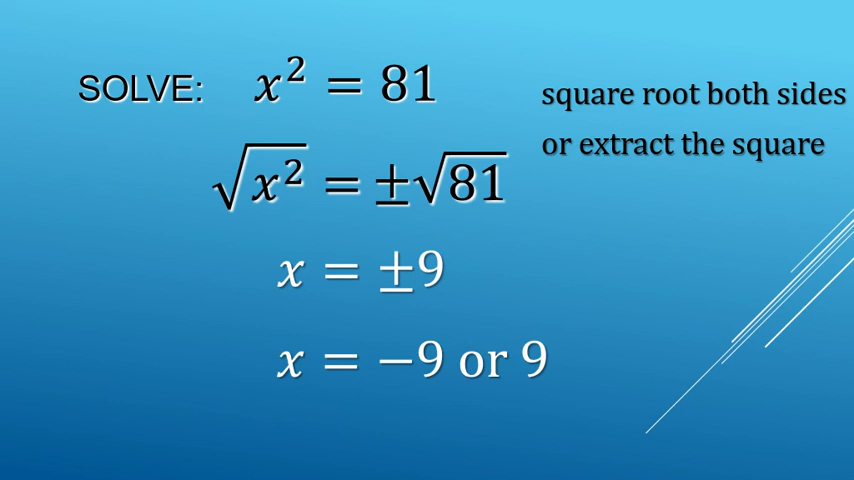 SOLVE: x² = 81
square root both sides
or extract the square
√x² = ±√81
x = ±9
x = −9 or 9